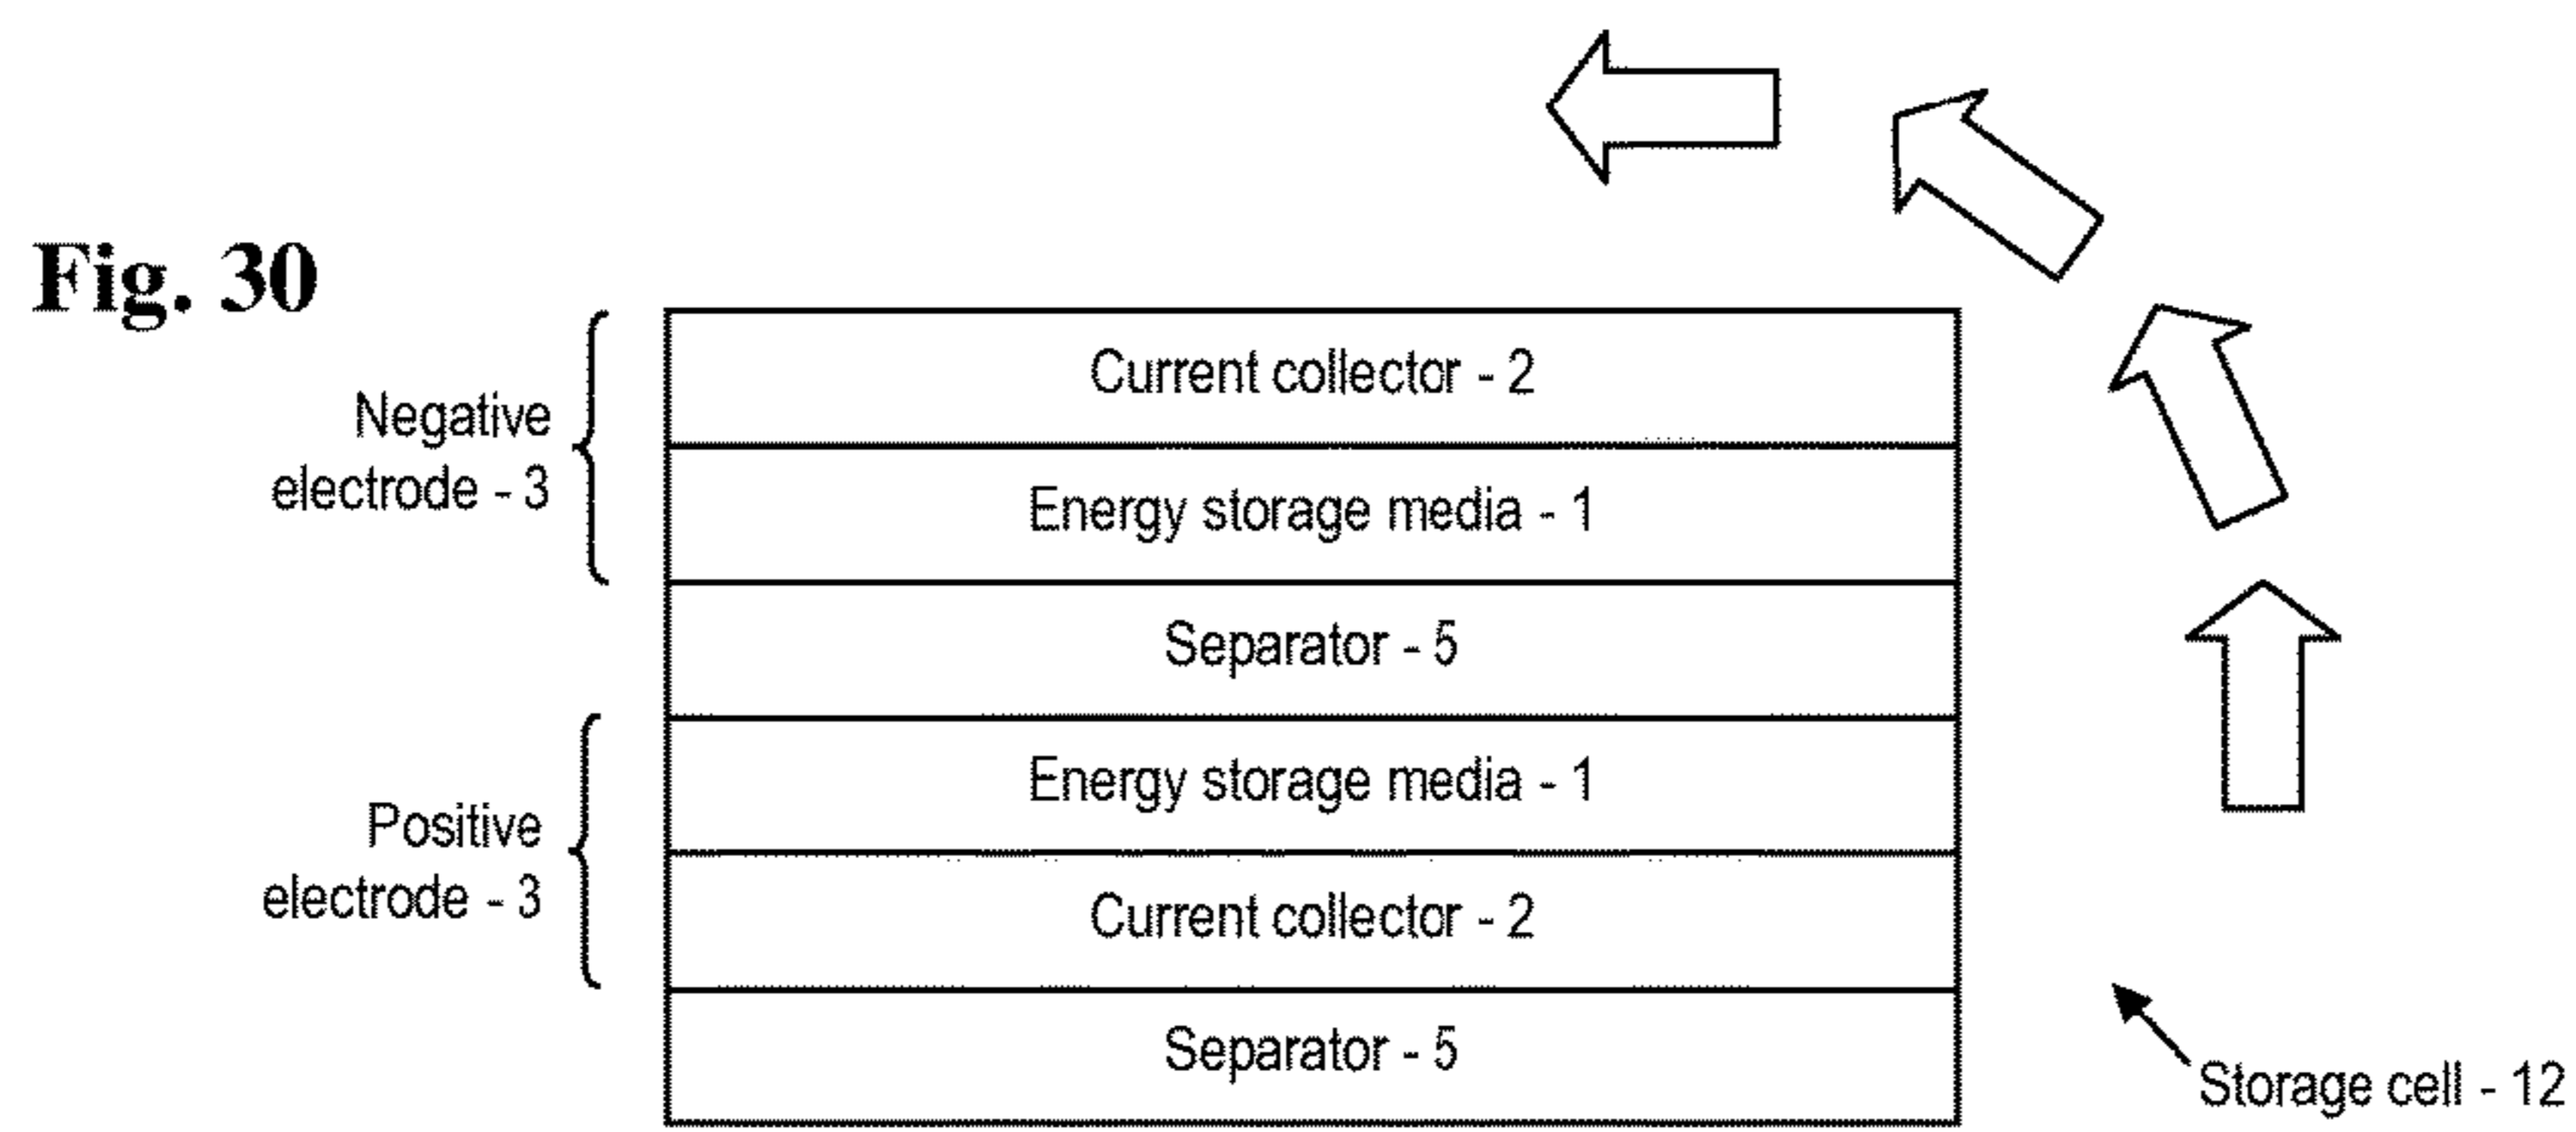 Fig. 30
Negative
electrode - 3
Current collector - 2
Energy storage media - 1
Separator - 5
Positive
electrode - 3
Energy storage media - 1
Current collector - 2
Separator - 5
Storage cell - 12